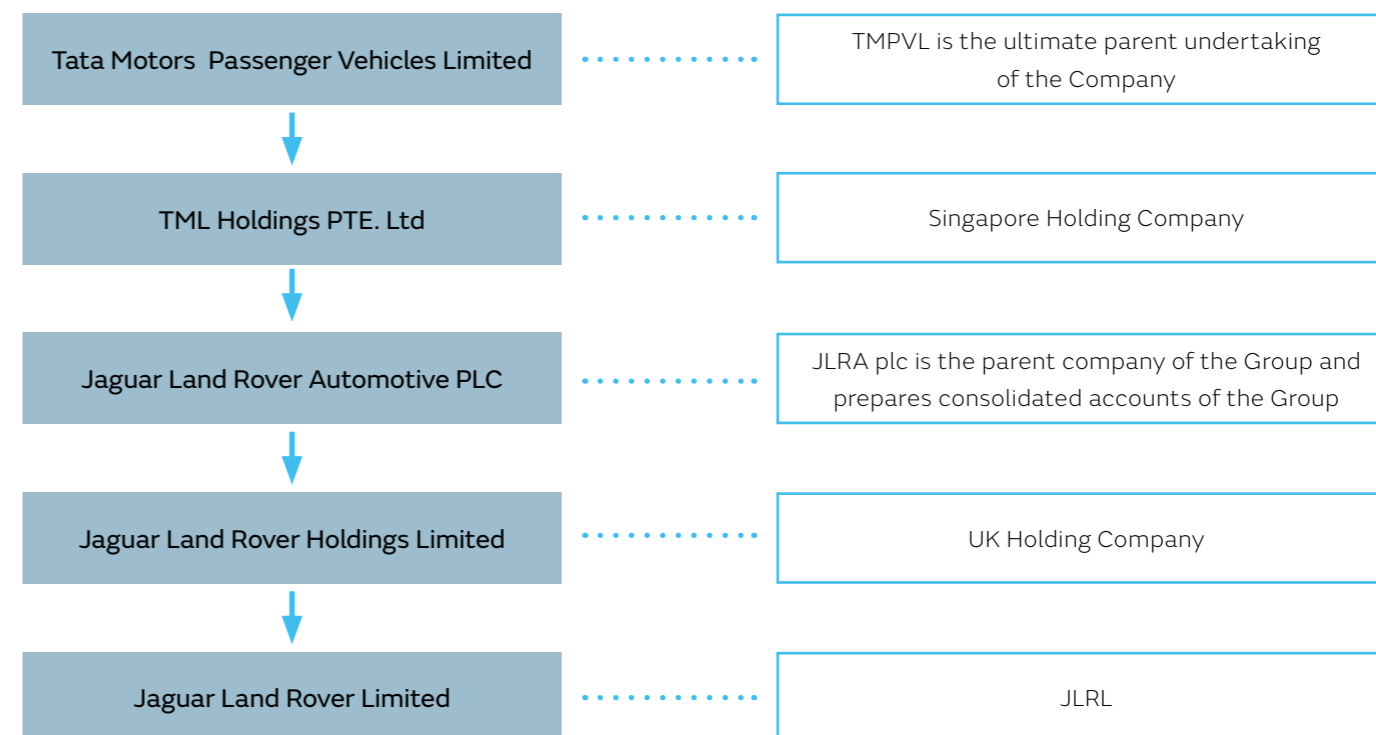 Tata Motors  Passenger Vehicles Limited
TMPVL is the ultimate parent undertaking
of the Company
TML Holdings PTE. Ltd
Singapore Holding Company
Jaguar Land Rover Automotive PLC
JLRA plc is the parent company of the Group and
prepares consolidated accounts of the Group
Jaguar Land Rover Holdings Limited
UK Holding Company
Jaguar Land Rover Limited
JLRL